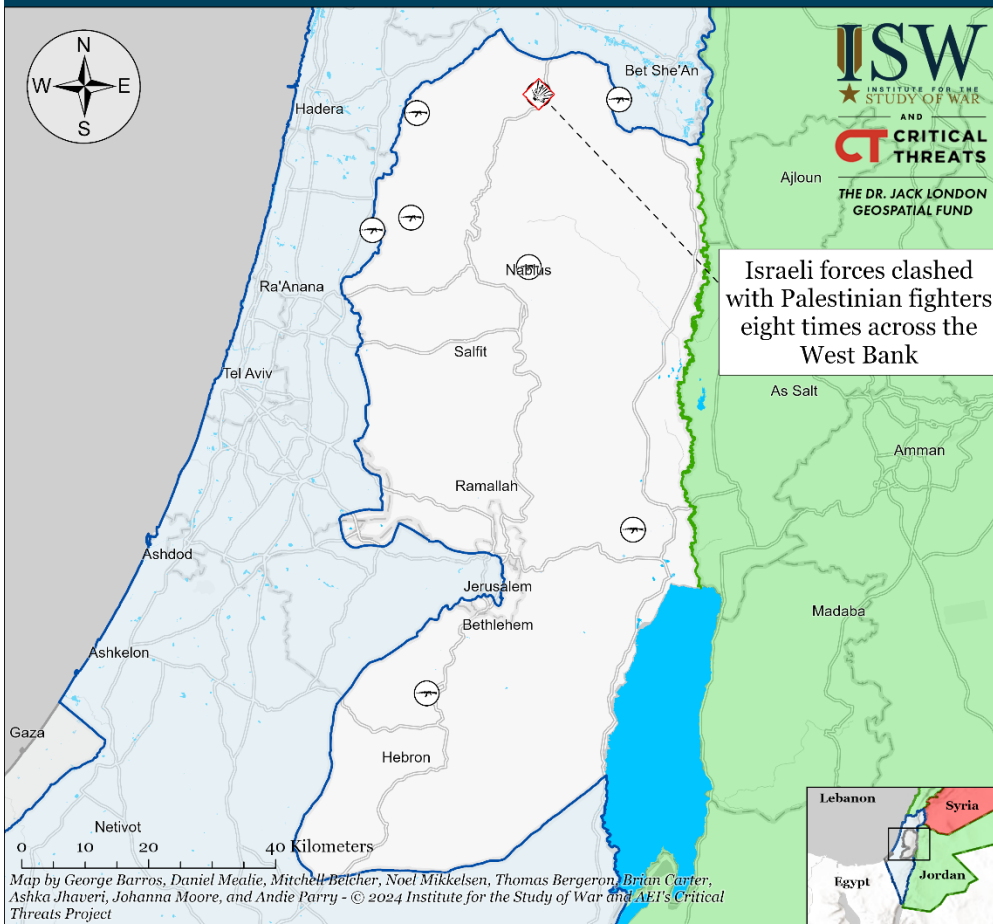 N
W
E
S
Hadera
Bet She'An
ISW
INSTITUTE FOR THE
STUDY OF WAR
AND
CT CRITICAL
THREATS
THE DR. JACK LONDON
GEOSPATIAL FUND
Ajloun
Nablus
Ra'Anana
Israeli forces clashed
with Palestinian fighters
eight times across the
West Bank
Salfit
Tel Aviv
As Salt
Amman
Ramallah
Ashdod
Jerusalem
Bethlehem
Madaba
Ashkelon
Gaza
Hebron
Netivot
0 10 20 40 Kilometers
Lebanon
Syria
Egypt
Jordan
Map by George Barros, Daniel Mealie, Mitchell Belcher, Noel Mikkelsen, Thomas Bergeron, Brian Carter,
Ashka Jhaveri, Johanna Moore, and Andie Parry - © 2024 Institute for the Study of War and AEI's Critical
Threats Project